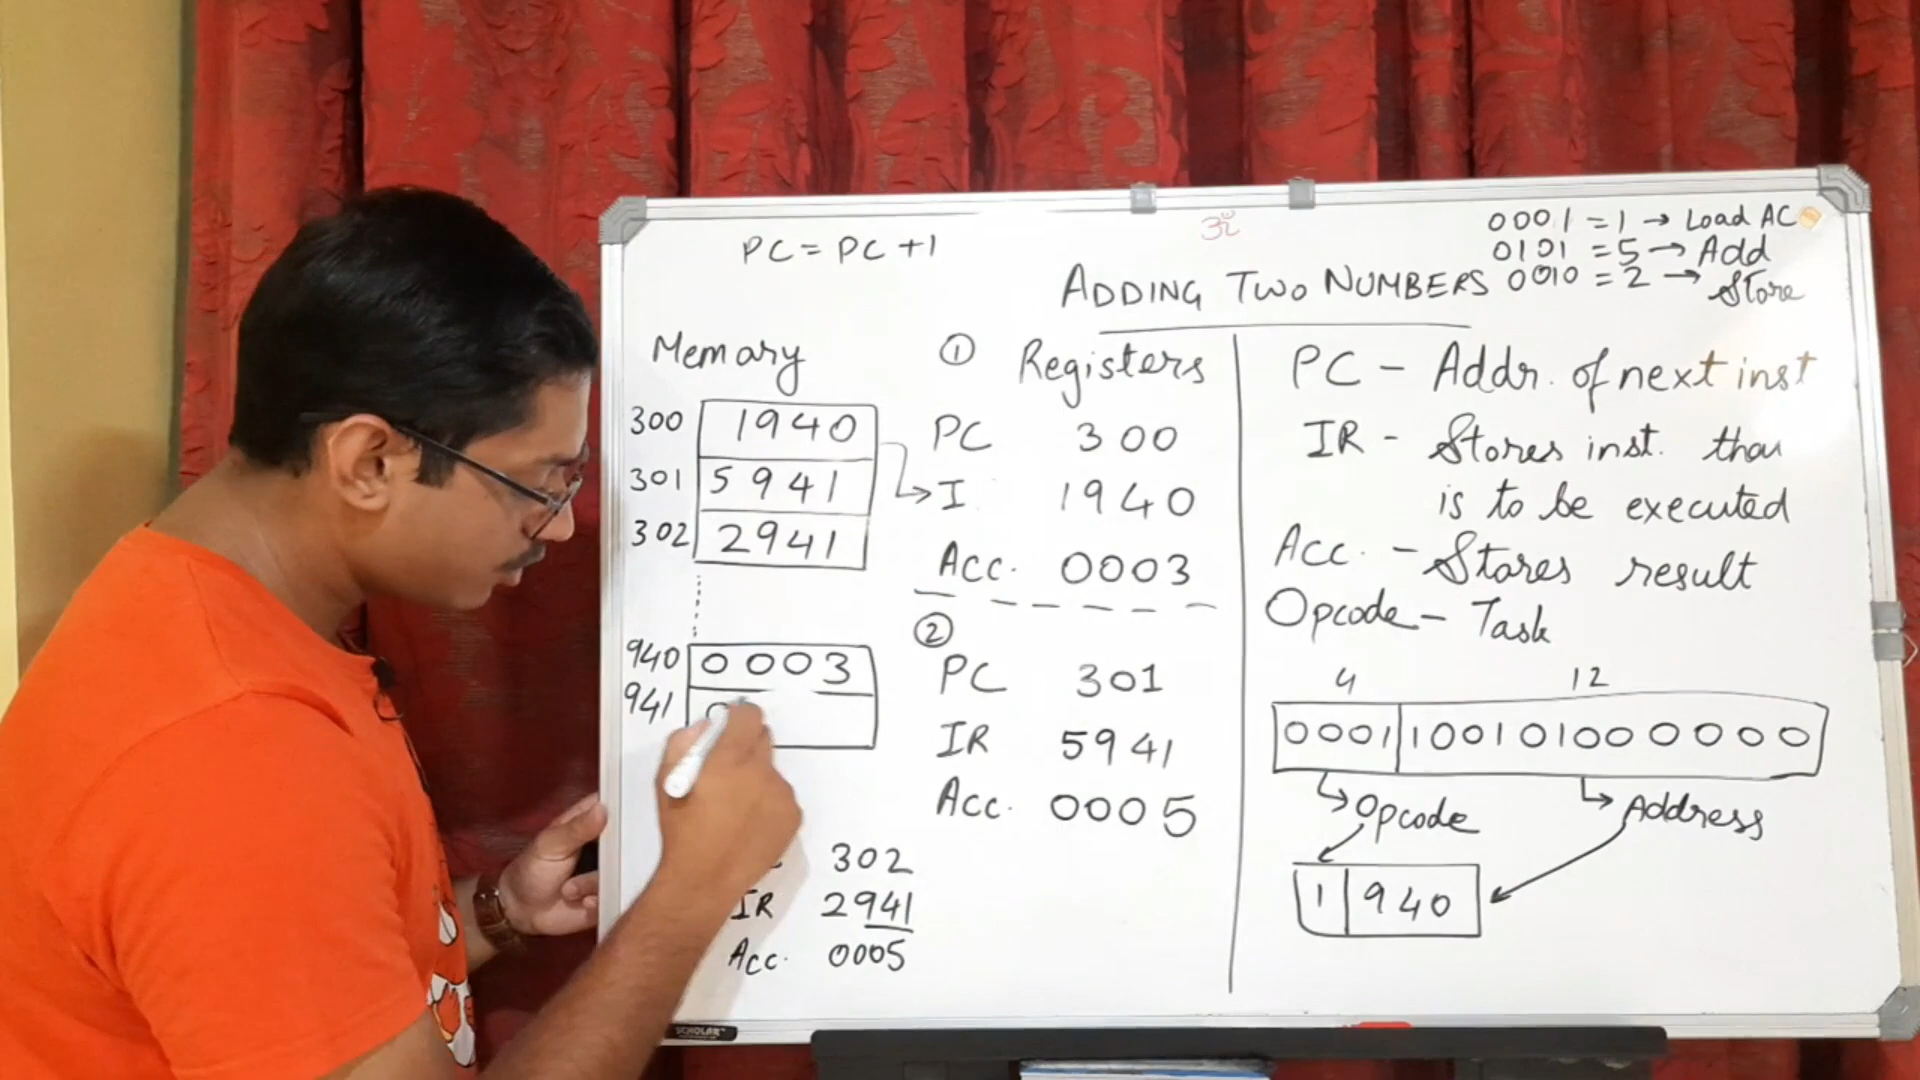 PC = PC + 1
ॐ
0001 = 1 → Load AC
0101 = 5 → Add
0010 = 2 → Store
ADDING TWO NUMBERS
Memory
300 1940
301 5941
302 2941
940 0003
941 0
302
IR 2941
Acc. 0005
① Registers
PC 300
I 1940
Acc. 0003
②
PC 301
IR 5941
Acc. 0005
PC - Addr. of next inst
IR - Stores inst. that
is to be executed
Acc. - Stores result
Opcode - Task
4 12
0001 100101000000
Opcode Address
1 940
SCHOLAR